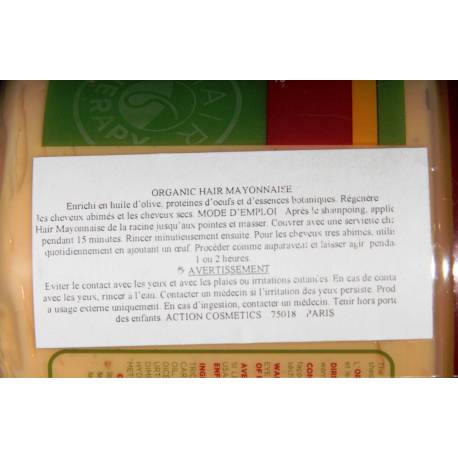 HAIR
THERAPY
ORGANIC HAIR MAYONNAISE
Enrichi en huile d'olive, proteines d'oeufs et d'essences botaniques. Régénère
les cheveux abimés et les cheveux secs. MODE D'EMPLOI Après le shampoing, applic
Hair Mayonnaise de la racine jusqu'aux pointes et masser. Couvrer avec une serviette ch
pendant 15 minutes. Rincer minutieusement ensuite. Pour les cheveux tres abimés, utilis
quotidiennement en ajoutant un œuf. Procéder comme auparavant et laisser agir penda
1 ou 2 heures.
AVERTISSEMENT
Eviter le contact avec les yeux et avec les plaies ou irritations cutanées. En cas de conta
avec les yeux, rincer à l'eau. Contacter un médecin si l'irritation des yeux persiste. Prod
a usage externe uniquement. En cas d'ingestion, contacter un médecin. Tenir hors porte
des enfants. ACTION COSMETICS 75018 PARIS